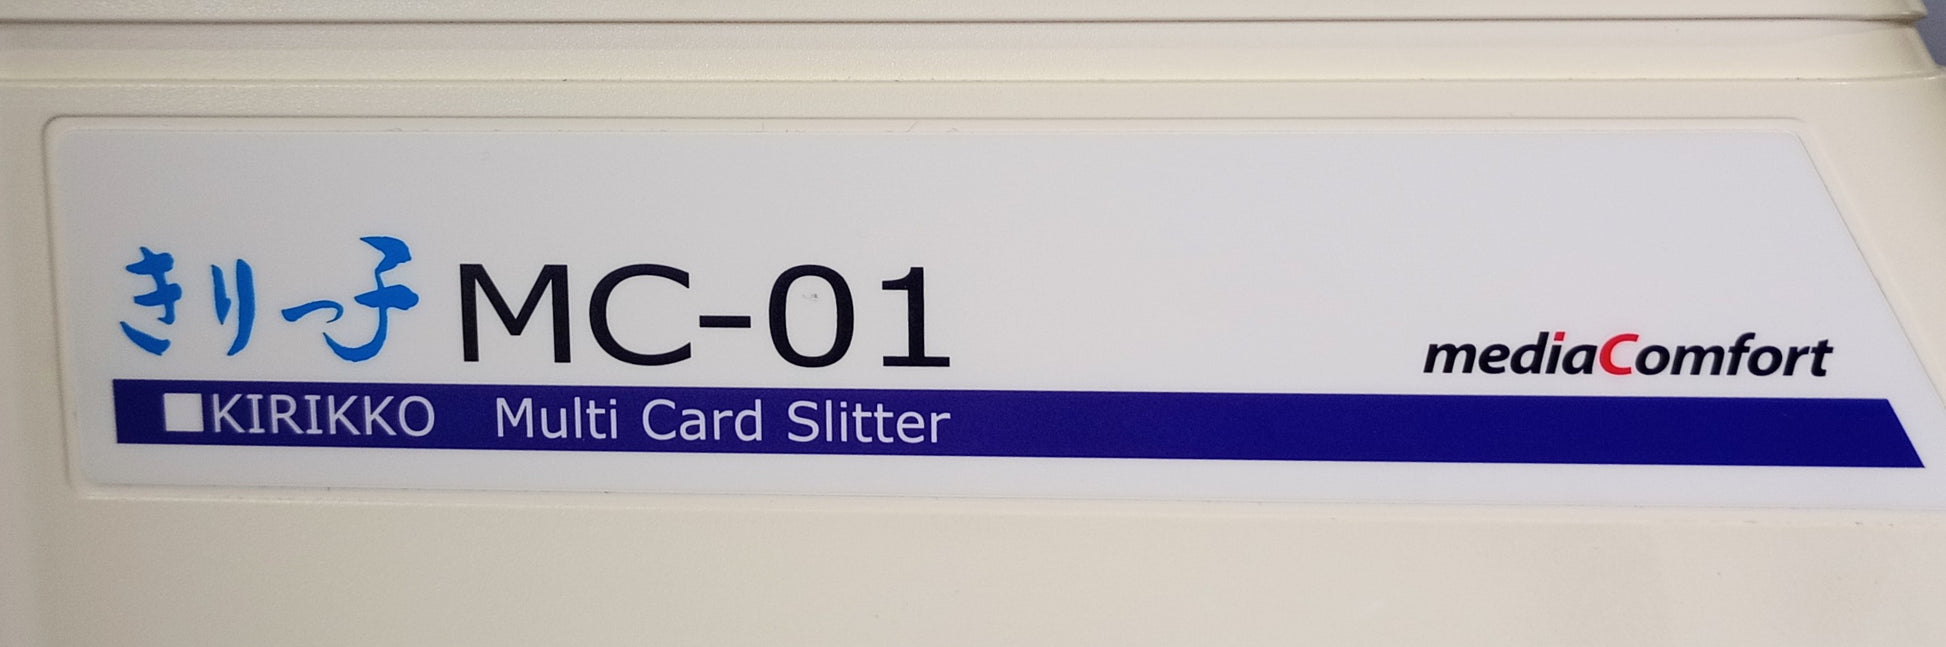 きりっ子 MC-01
mediaComfort
■KIRIKKO Multi Card Slitter